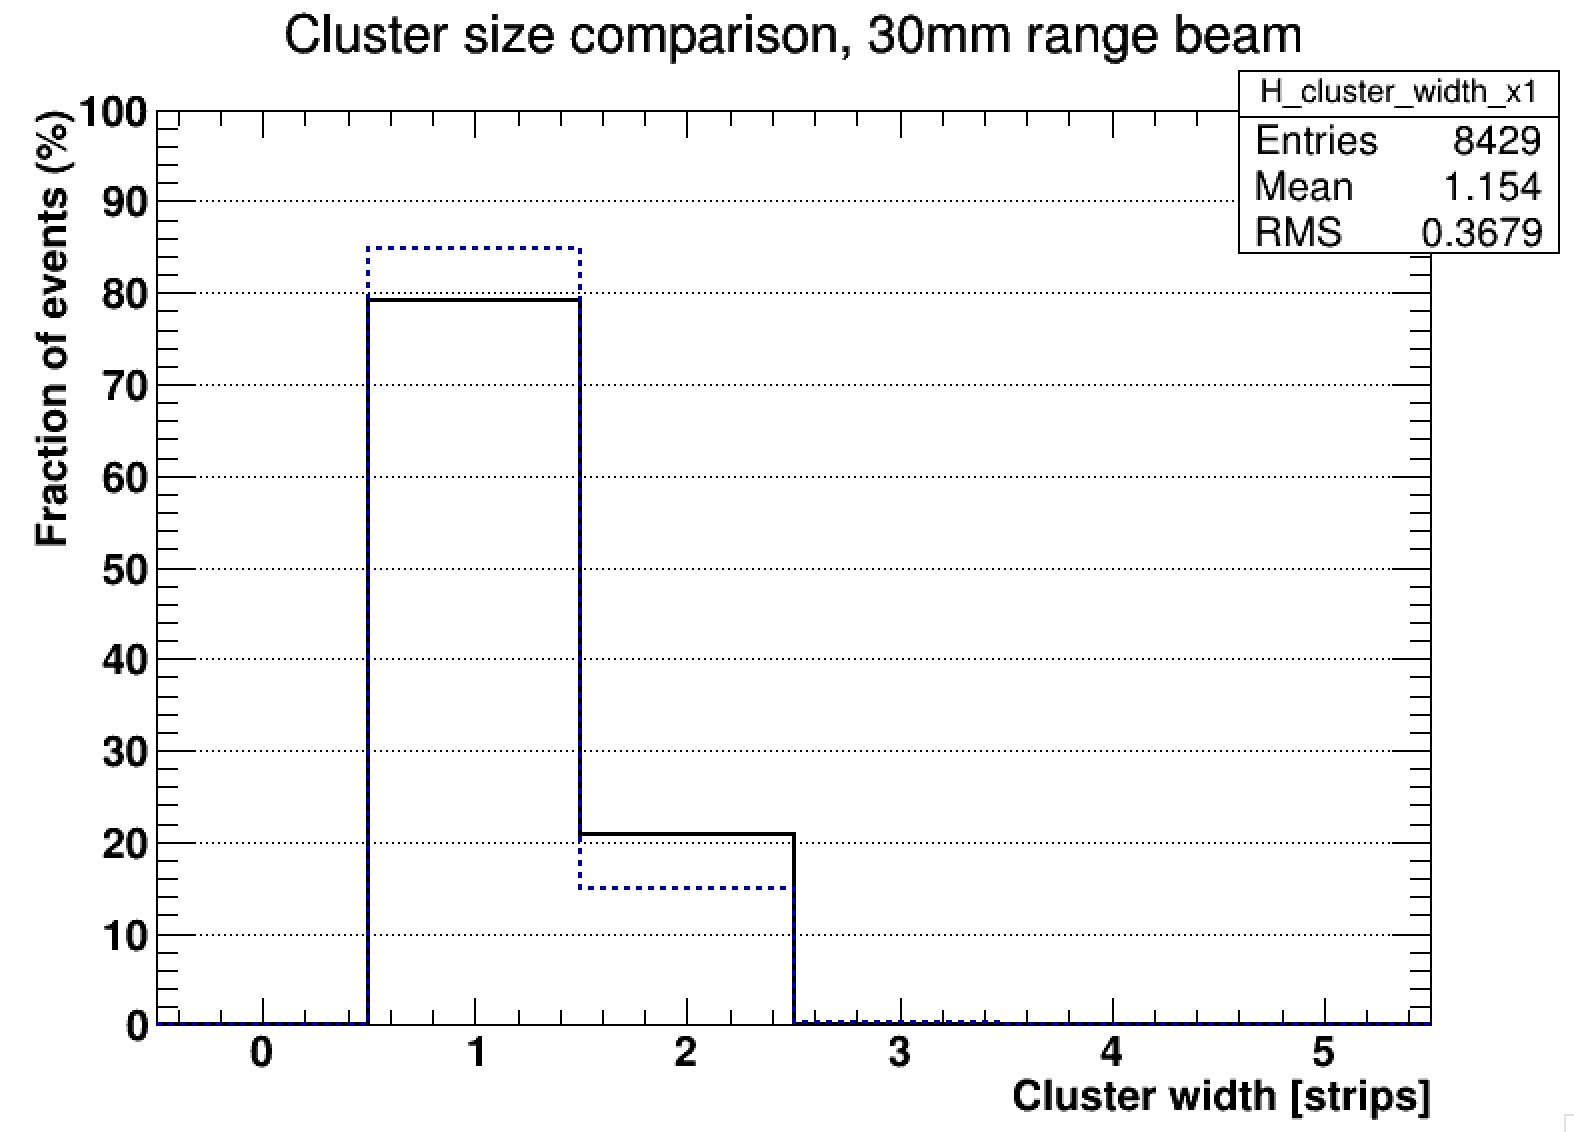 Cluster size comparison, 30mm range beam
H_cluster_width_x1
Entries 8429
Mean 1.154
RMS 0.3679
Fraction of events (%)
100
90
80
70
60
50
40
30
20
10
0
0 1 2 3 4 5
Cluster width [strips]